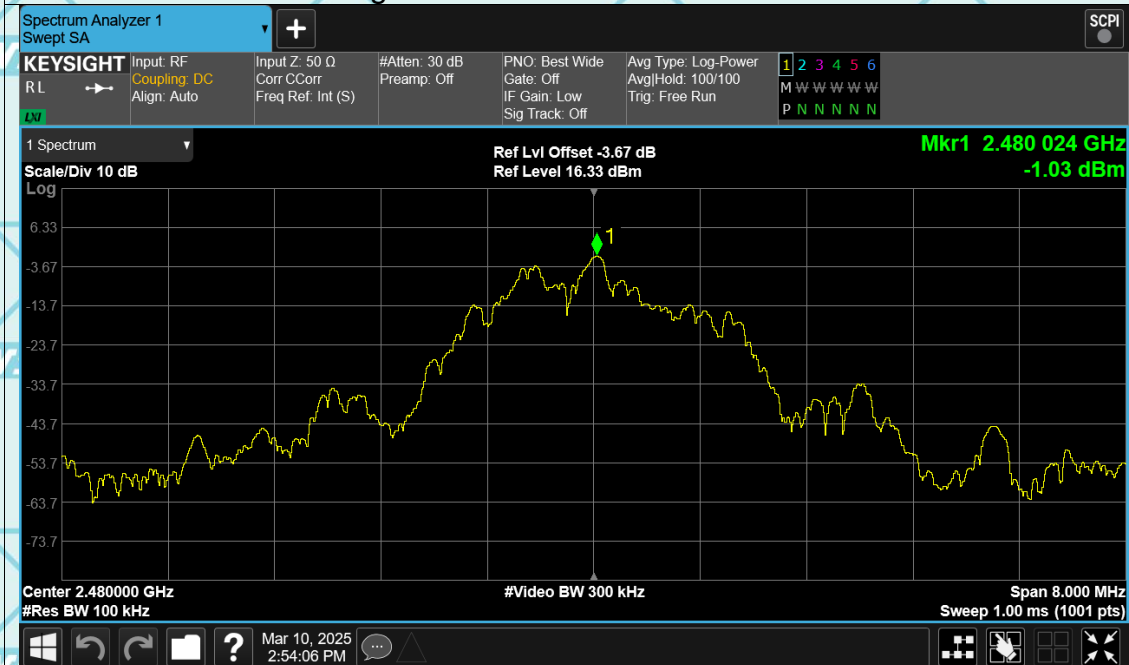 Spectrum Analyzer 1
Swept SA
SCPI
KEYSIGHT
R L
LXI
Input: RF
Coupling: DC
Align: Auto
Input Z: 50 Ω
Corr CCorr
Freq Ref: Int (S)
#Atten: 30 dB
Preamp: Off
PNO: Best Wide
Gate: Off
IF Gain: Low
Sig Track: Off
Avg Type: Log-Power
Avg|Hold: 100/100
Trig: Free Run
1 2 3 4 5 6
M W W W W W W
P N N N N N N
1 Spectrum
Scale/Div 10 dB
Log
Ref Lvl Offset -3.67 dB
Ref Level 16.33 dBm
Mkr1 2.480 024 GHz
-1.03 dBm
1
6.33
-3.67
-13.7
-23.7
-33.7
-43.7
-53.7
-63.7
-73.7
Center 2.480000 GHz
#Res BW 100 kHz
#Video BW 300 kHz
Span 8.000 MHz
Sweep 1.00 ms (1001 pts)
?
Mar 10, 2025
2:54:06 PM